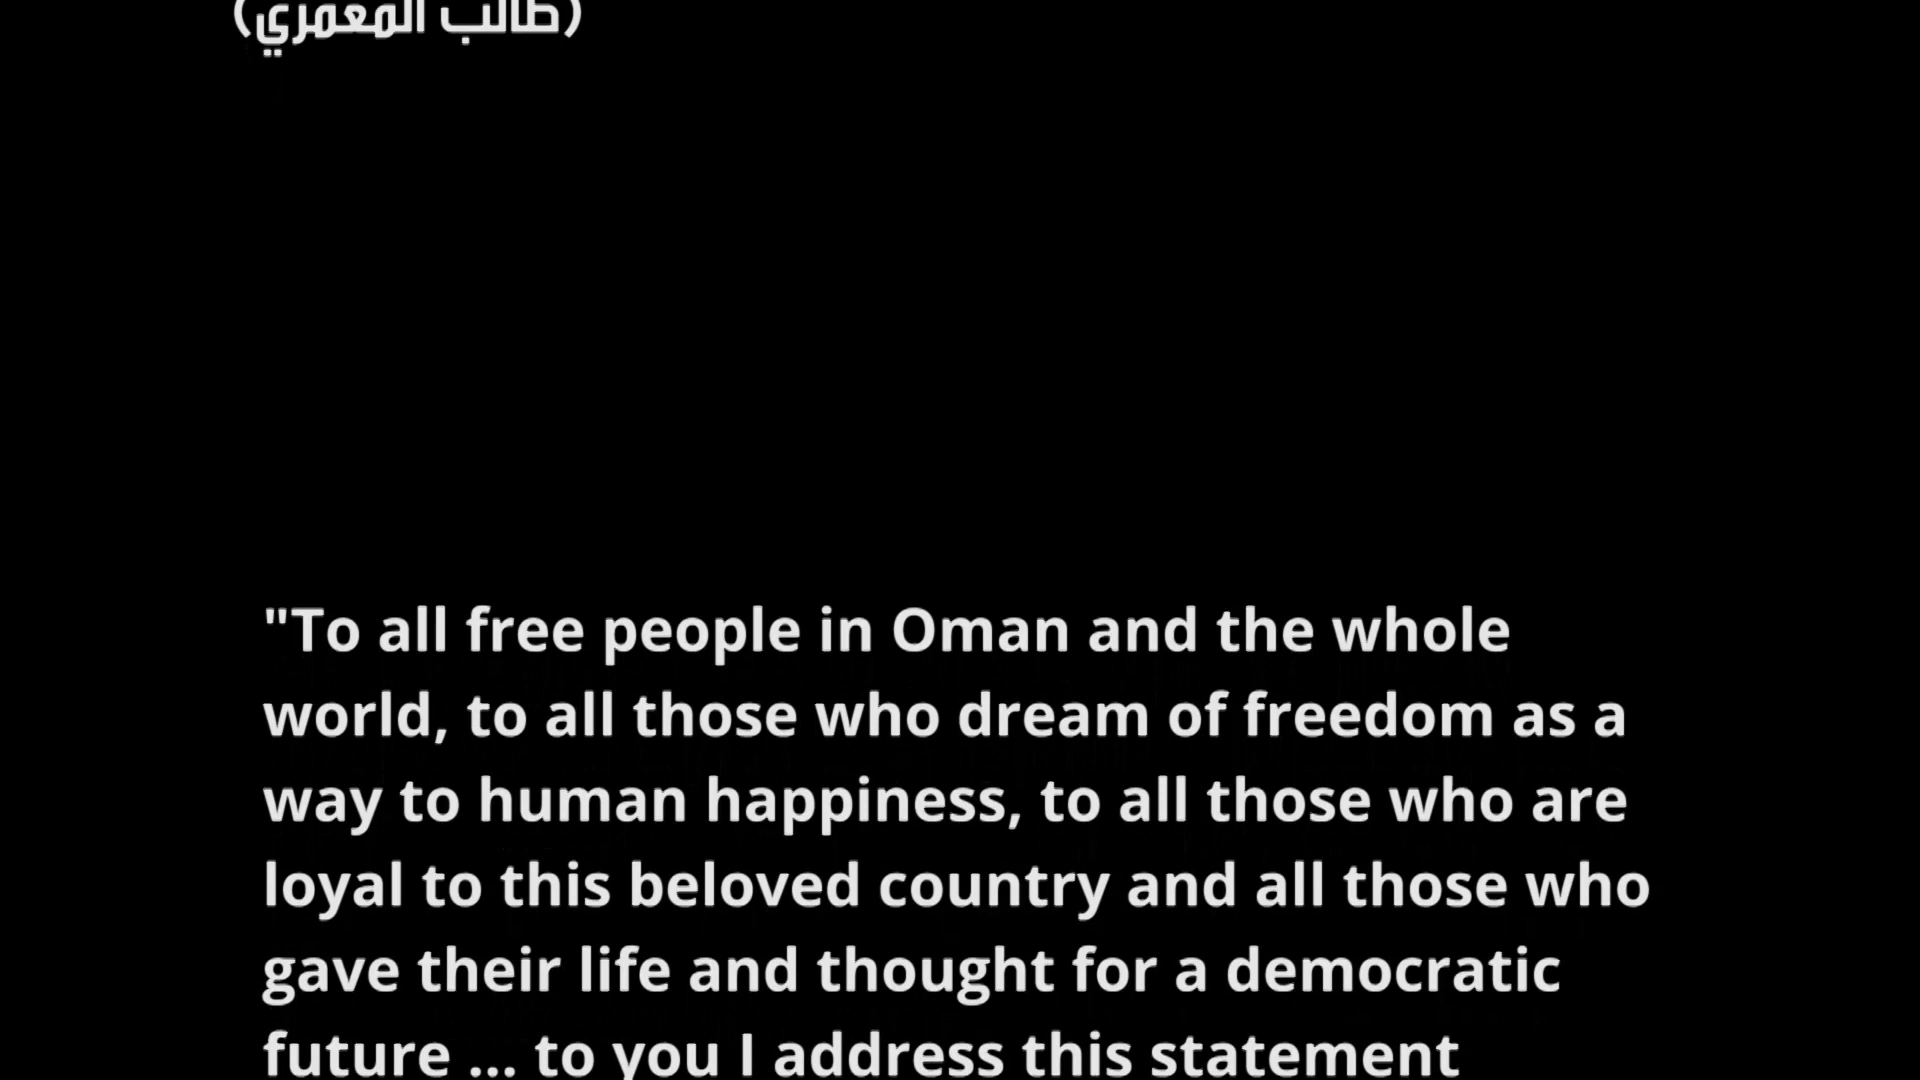 (طالب المعمري)
"To all free people in Oman and the whole
world, to all those who dream of freedom as a
way to human happiness, to all those who are
loyal to this beloved country and all those who
gave their life and thought for a democratic
future ... to you I address this statement